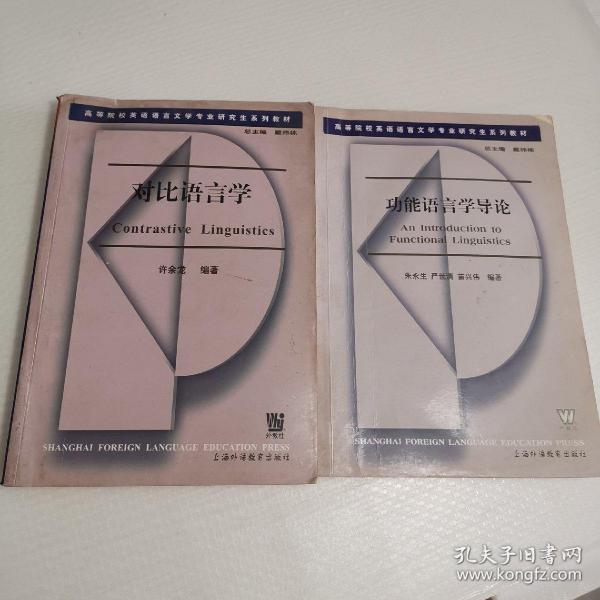 高等院校英语语言文学专业研究生系列教材
总主编 戴炜栋
对比语言学
Contrastive Linguistics
许余龙 编著
外教社
SHANGHAI FOREIGN LANGUAGE EDUCATION PRESS
上海外语教育出版社
高等院校英语语言文学专业研究生系列教材
总主编 戴炜栋
功能语言学导论
An Introduction to
Functional Linguistics
朱永生 严世清 苗兴伟 编著
SHANGHAI FOREIGN LANGUAGE EDUCATION PRESS
上海外语教育出版社
孔夫子旧书网
www.kongfz.com